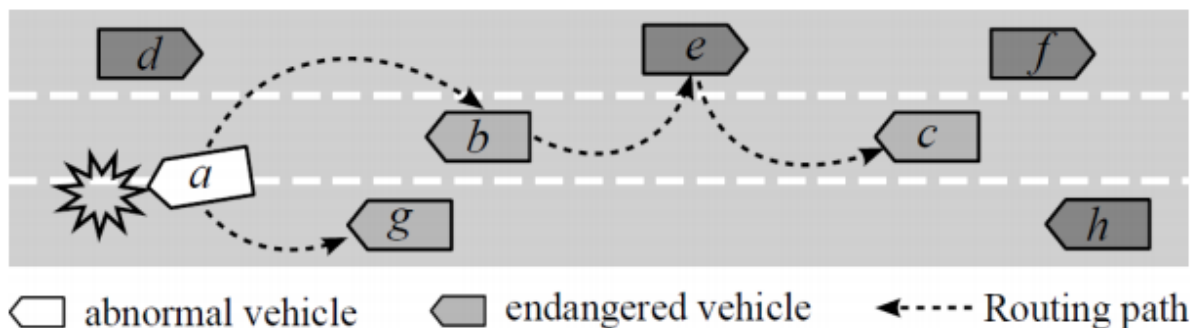 d
e
f
b
c
a
g
h
abnormal vehicle
endangered vehicle
Routing path